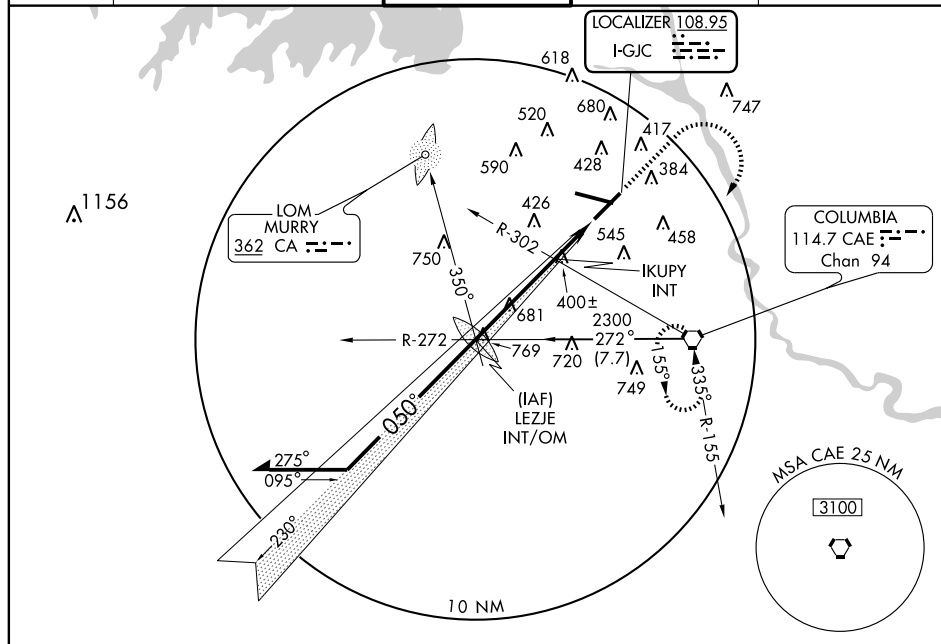 LOCALIZER 108.95
I-GJC
618
747
680
520
417
590
428
384
1156
LOM
MURRY
362 CA
426
R-302
545
458
COLUMBIA
114.7 CAE
Chan 94
750
350°
IKUPY
INT
400±
681
2300
R-272
272°
769
720
(7.7)
749
155°
335°
R-155
(IAF)
LEZJE
INT/OM
050°
275°
095°
230°
MSA CAE 25 NM
3100
10 NM